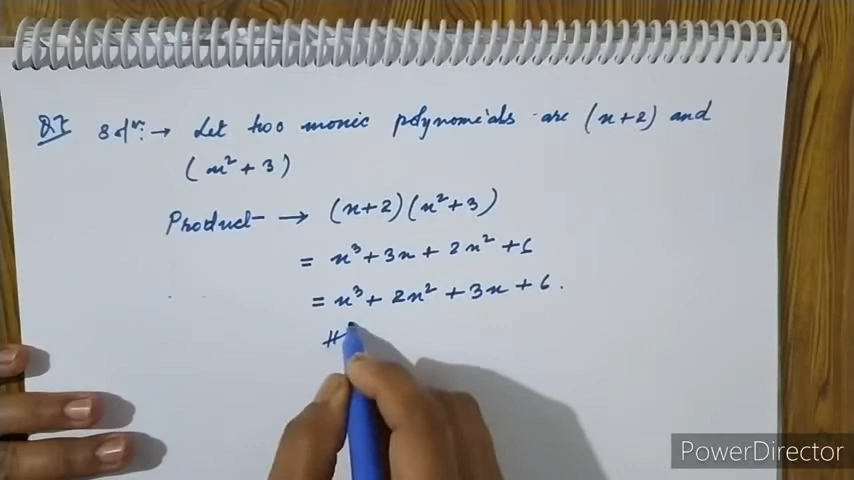 Q7 Solⁿ: → Let two monic polynomials are (x+2) and
(x² + 3)
Product → (x+2)(x²+3)
= x³+3x + 2x² +6
= x³+ 2x² +3x +6.
H
PowerDirector